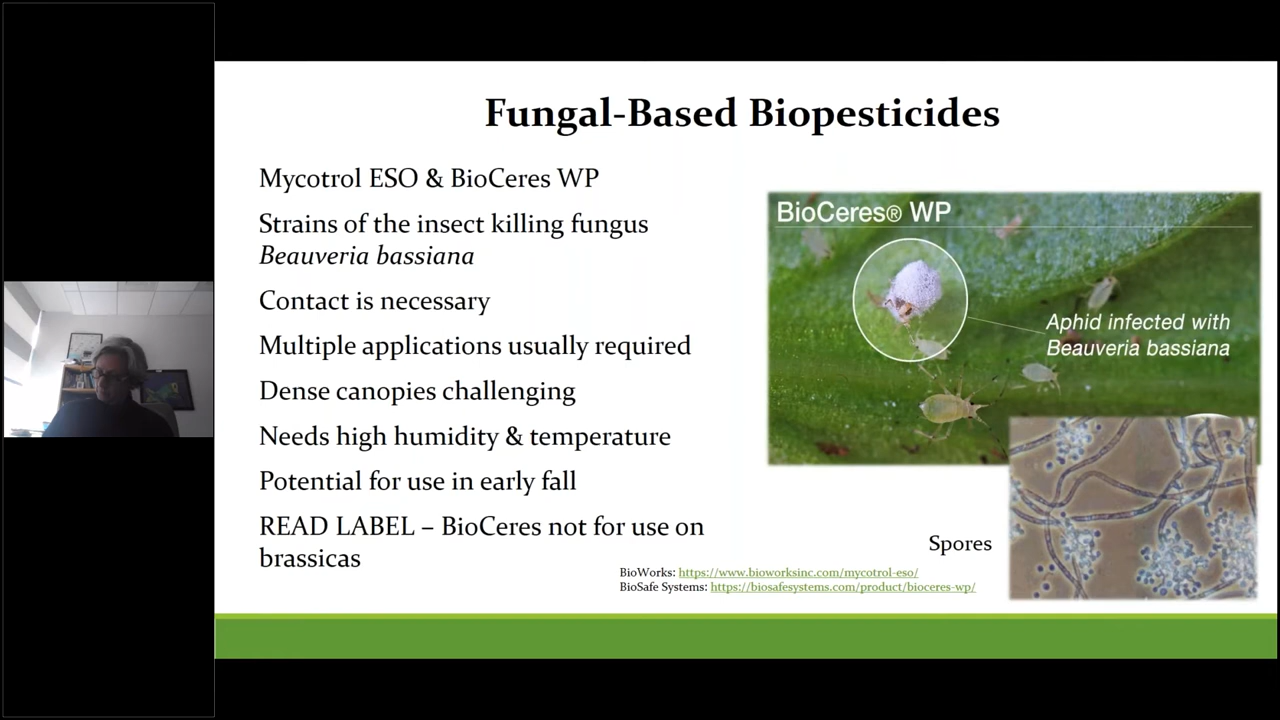 Fungal-Based Biopesticides
Mycotrol ESO & BioCeres WP
Strains of the insect killing fungus
Beauveria bassiana
Contact is necessary
Multiple applications usually required
Dense canopies challenging
Needs high humidity & temperature
Potential for use in early fall
READ LABEL – BioCeres not for use on
brassicas
BioCeres® WP
Aphid infected with
Beauveria bassiana
Spores
BioWorks: https://www.bioworksinc.com/mycotrol-eso/
BioSafe Systems: https://biosafesystems.com/product/bioceres-wp/